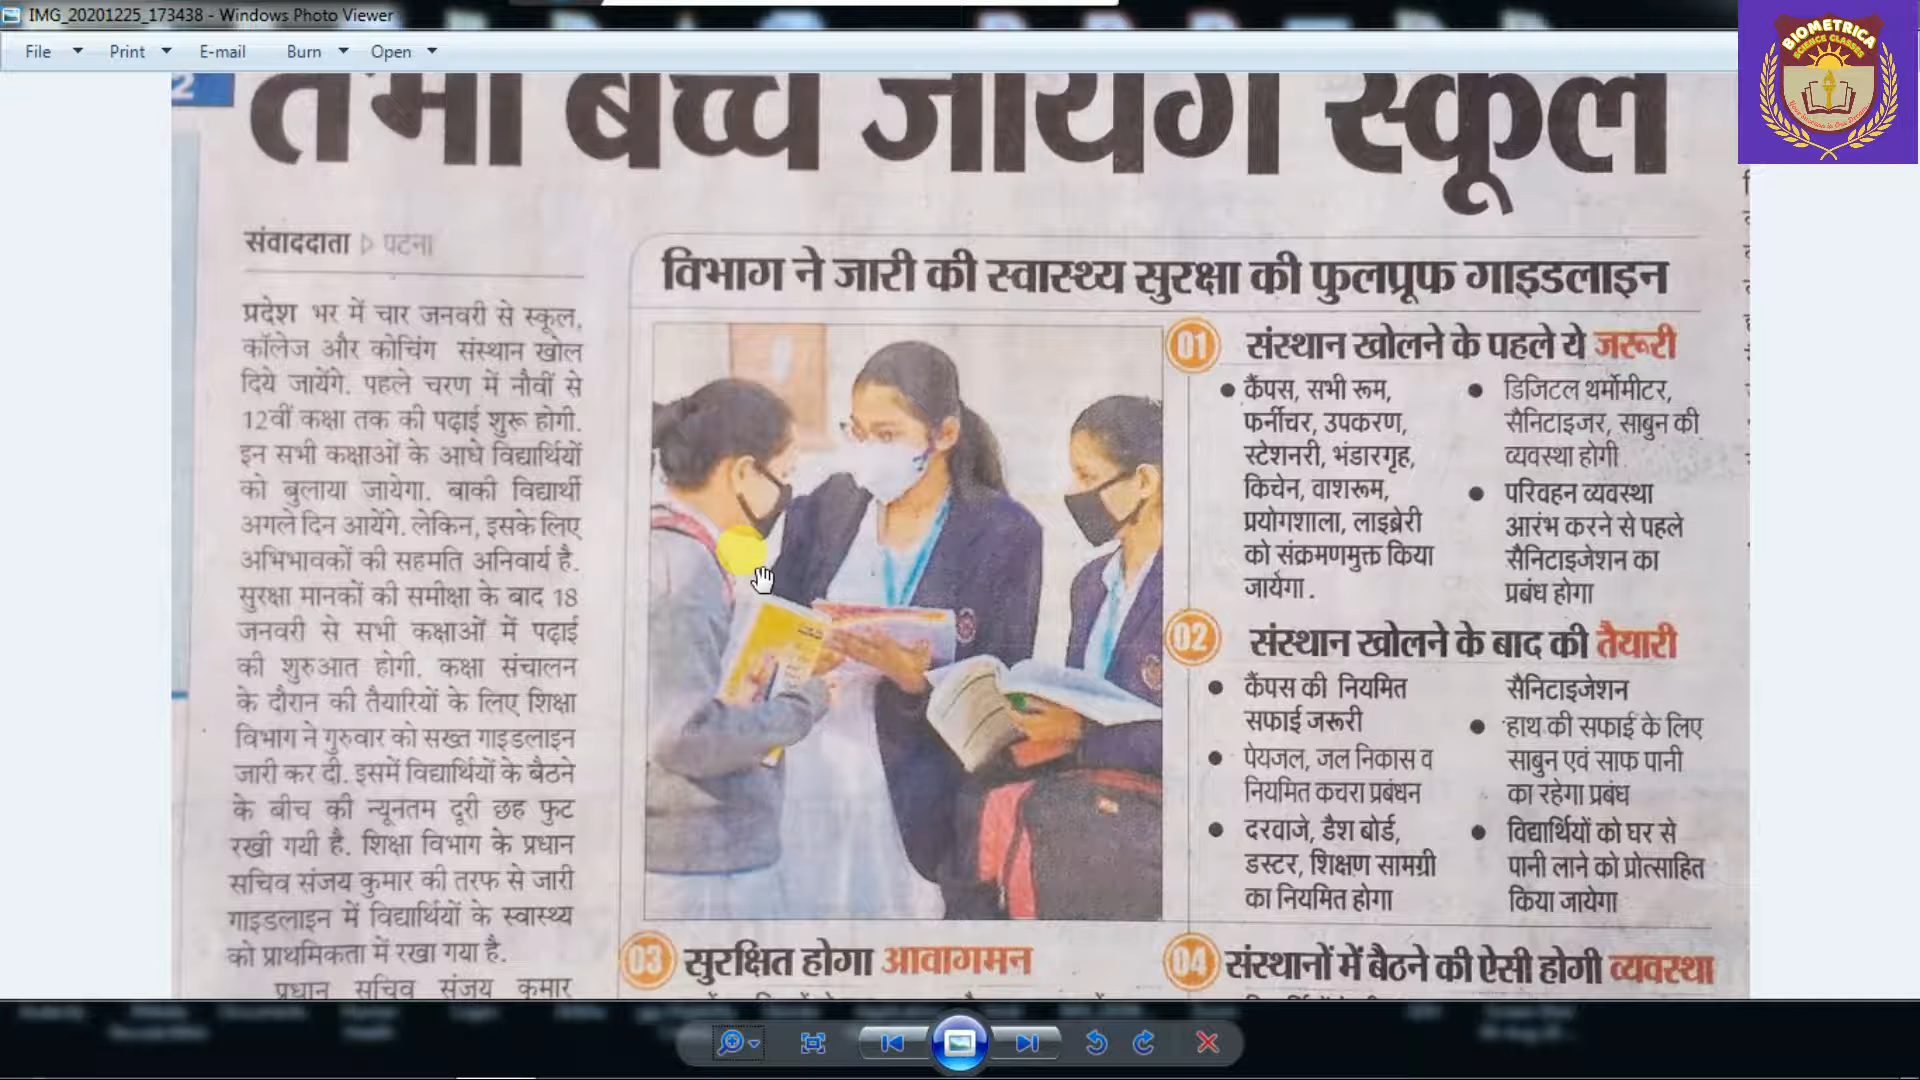 IMG_20201225_173438 - Windows Photo Viewer
File Print E-mail Burn Open
BIOMETRICA
SCIENCE CLASSES
2
तभी बच्चे जायेंगे स्कूल
संवाददाता ▷ पटना
प्रदेश भर में चार जनवरी से स्कूल,
कॉलेज और कोचिंग संस्थान खोल
दिये जायेंगे. पहले चरण में नौवीं से
12वीं कक्षा तक की पढ़ाई शुरू होगी.
इन सभी कक्षाओं के आधे विद्यार्थियों
को बुलाया जायेगा. बाकी विद्यार्थी
अगले दिन आयेंगे. लेकिन, इसके लिए
अभिभावकों की सहमति अनिवार्य है.
सुरक्षा मानकों की समीक्षा के बाद 18
जनवरी से सभी कक्षाओं में पढ़ाई
की शुरुआत होगी. कक्षा संचालन
के दौरान की तैयारियों के लिए शिक्षा
विभाग ने गुरुवार को सख्त गाइडलाइन
जारी कर दी. इसमें विद्यार्थियों के बैठने
के बीच की न्यूनतम दूरी छह फुट
रखी गयी है. शिक्षा विभाग के प्रधान
सचिव संजय कुमार की तरफ से जारी
गाइडलाइन में विद्यार्थियों के स्वास्थ्य
को प्राथमिकता में रखा गया है.
प्रधान सचिव संजय कुमार
विभाग ने जारी की स्वास्थ्य सुरक्षा की फुलप्रूफ गाइडलाइन
01 संस्थान खोलने के पहले ये जरूरी
● कैंपस, सभी रूम,
फर्नीचर, उपकरण,
स्टेशनरी, भंडारगृह,
किचेन, वाशरूम,
प्रयोगशाला, लाइब्रेरी
को संक्रमणमुक्त किया
जायेगा.
● डिजिटल थर्मोमीटर,
सैनिटाइजर, साबुन की
व्यवस्था होगी
● परिवहन व्यवस्था
आरंभ करने से पहले
सैनिटाइजेशन का
प्रबंध होगा
02 संस्थान खोलने के बाद की तैयारी
● कैंपस की नियमित
सफाई जरूरी
● पेयजल, जल निकास व
नियमित कचरा प्रबंधन
● दरवाजे, डैश बोर्ड,
डस्टर, शिक्षण सामग्री
का नियमित होगा
सैनिटाइजेशन
● हाथ की सफाई के लिए
साबुन एवं साफ पानी
का रहेगा प्रबंध
● विद्यार्थियों को घर से
पानी लाने को प्रोत्साहित
किया जायेगा
03 सुरक्षित होगा आवागमन
04 संस्थानों में बैठने की ऐसी होगी व्यवस्था